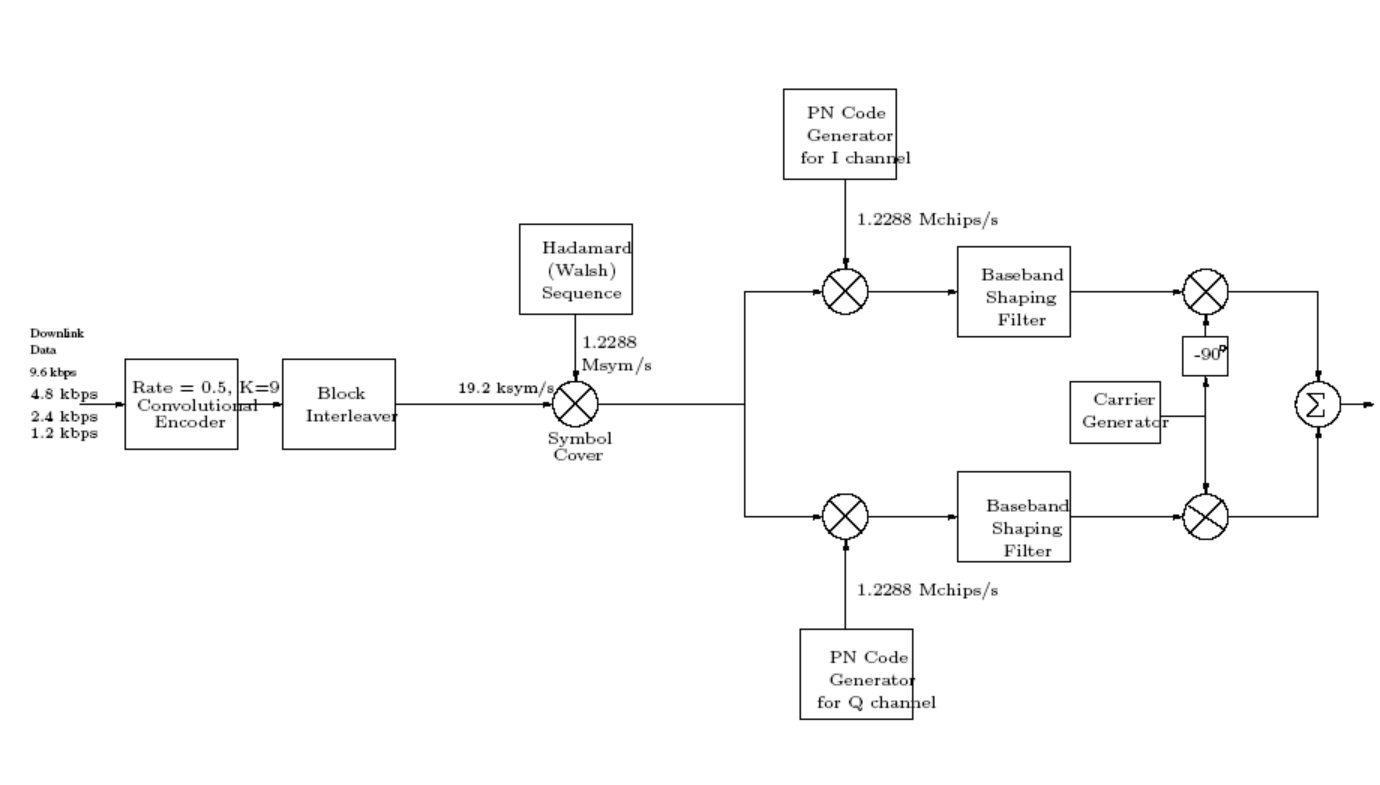 PN Code
Generator
for I channel
1.2288 Mchips/s
Hadamard
(Walsh)
Sequence
1.2288
Msym/s
Baseband
Shaping
Filter
Downlink
Data
9.6 kbps
4.8 kbps
2.4 kbps
1.2 kbps
Rate = 0.5, K=9
Convolutional
Encoder
Block
Interleaver
19.2 ksym/s
Symbol
Cover
-90°
Carrier
Generator
Σ
Baseband
Shaping
Filter
1.2288 Mchips/s
PN Code
Generator
for Q channel